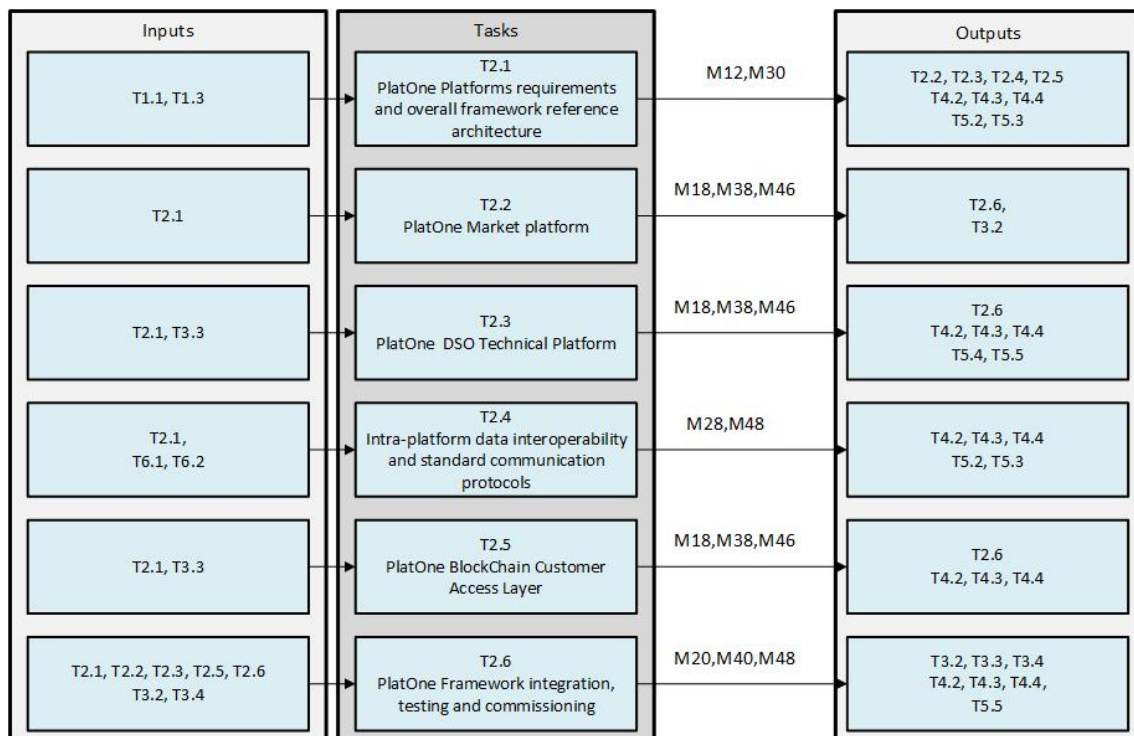 Inputs
Tasks
Outputs
T1.1, T1.3
T2.1
PlatOne Platforms requirements
and overall framework reference
architecture
M12,M30
T2.2, T2.3, T2.4, T2.5
T4.2, T4.3, T4.4
T5.2, T5.3
T2.1
T2.2
PlatOne Market platform
M18,M38,M46
T2.6,
T3.2
T2.1, T3.3
T2.3
PlatOne  DSO Technical Platform
M18,M38,M46
T2.6
T4.2, T4.3, T4.4
T5.4, T5.5
T2.1,
T6.1, T6.2
T2.4
Intra-platform data interoperability
and standard communication
protocols
M28,M48
T4.2, T4.3, T4.4
T5.2, T5.3
T2.1, T3.3
T2.5
PlatOne BlockChain Customer
Access Layer
M18,M38,M46
T2.6
T4.2, T4.3, T4.4
T2.1, T2.2, T2.3, T2.5, T2.6
T3.2, T3.4
T2.6
PlatOne Framework integration,
testing and commissioning
M20,M40,M48
T3.2, T3.3, T3.4
T4.2, T4.3, T4.4,
T5.5